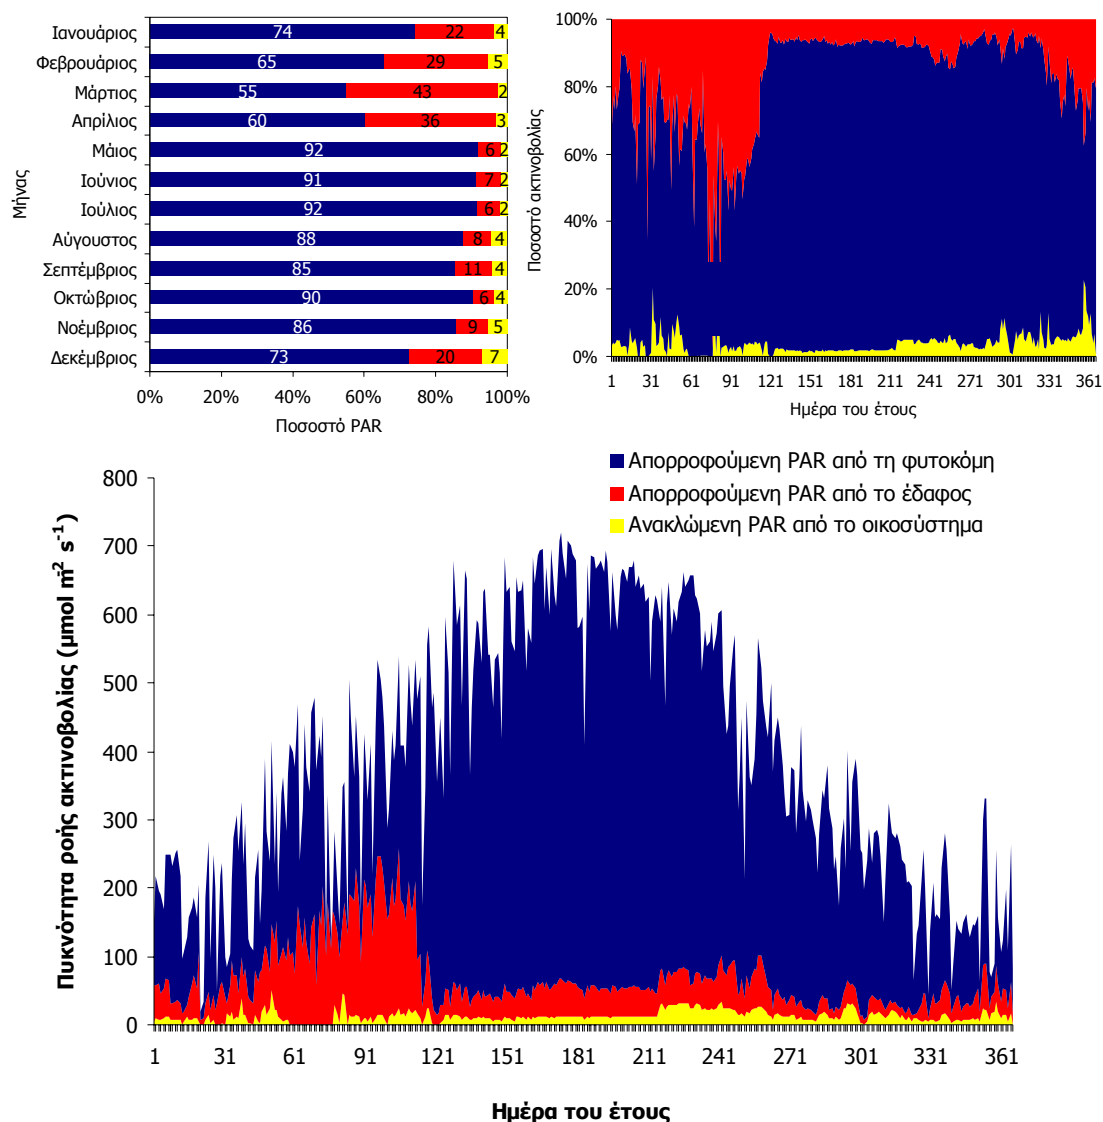 Μήνας
Ιανουάριος 74 22 4
Φεβρουάριος 65 29 5
Μάρτιος 55 43 2
Απρίλιος 60 36 3
Μάιος 92 6 2
Ιούνιος 91 7 2
Ιούλιος 92 6 2
Αύγουστος 88 8 4
Σεπτέμβριος 85 11 4
Οκτώβριος 90 6 4
Νοέμβριος 86 9 5
Δεκέμβριος 73 20 7
0% 20% 40% 60% 80% 100%
Ποσοστό PAR
Ποσοστό ακτινοβολίας
100%
80%
60%
40%
20%
0%
1 31 61 91 121 151 181 211 241 271 301 331 361
Ημέρα του έτους
Απορροφούμενη PAR από τη φυτοκόμη
Απορροφούμενη PAR από το έδαφος
Ανακλώμενη PAR από το οικοσύστημα
Πυκνότητα ροής ακτινοβολίας (μmol m⁻² s⁻¹)
800
700
600
500
400
300
200
100
0
1 31 61 91 121 151 181 211 241 271 301 331 361
Ημέρα του έτους